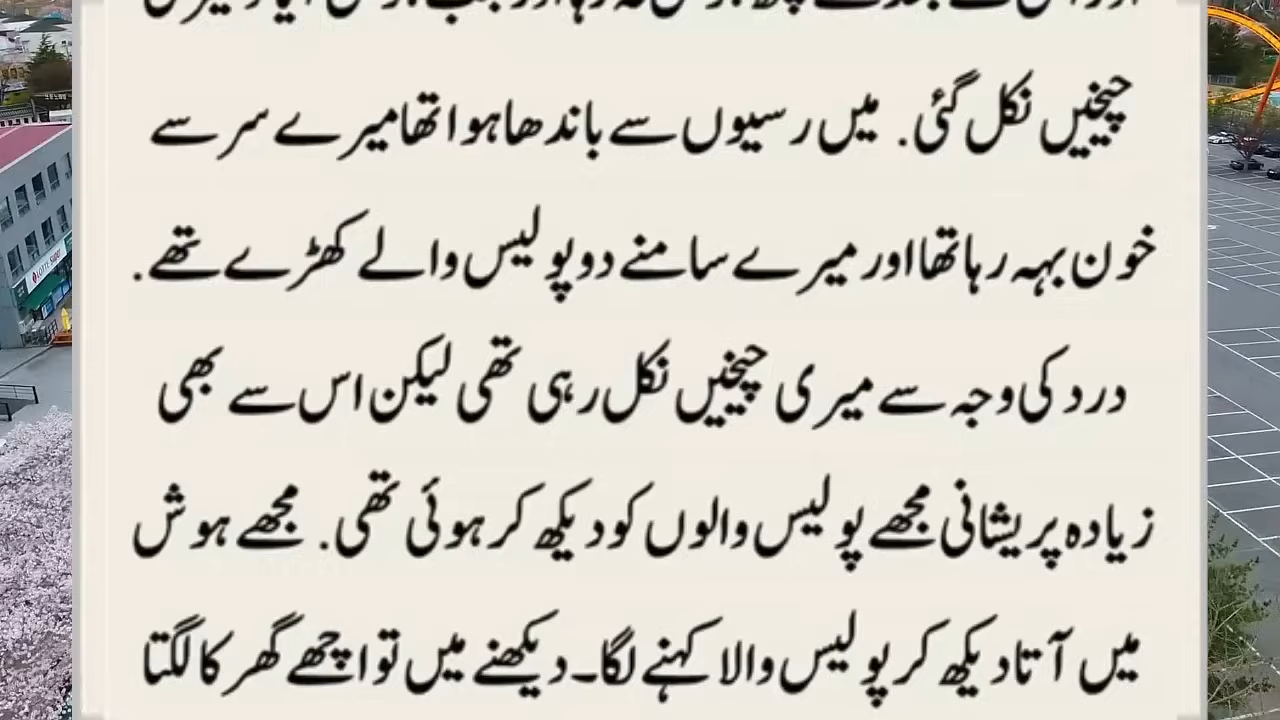 چیخیں نکل گئی. میں رسیوں سے باندھا ہوا تھا میرے سر سے
خون بہہ رہا تھا اور میرے سامنے دو پولیس والے کھڑے تھے.
درد کی وجہ سے میری چیخیں نکل رہی تھی لیکن اس سے بھی
زیادہ پریشانی مجھے پولیس والوں کو دیکھ کر ہوئی تھی. مجھے ہوش
میں آتا دیکھ کر پولیس والا کہنے لگا۔ دیکھنے میں تو اچھے گھر کا لگتا